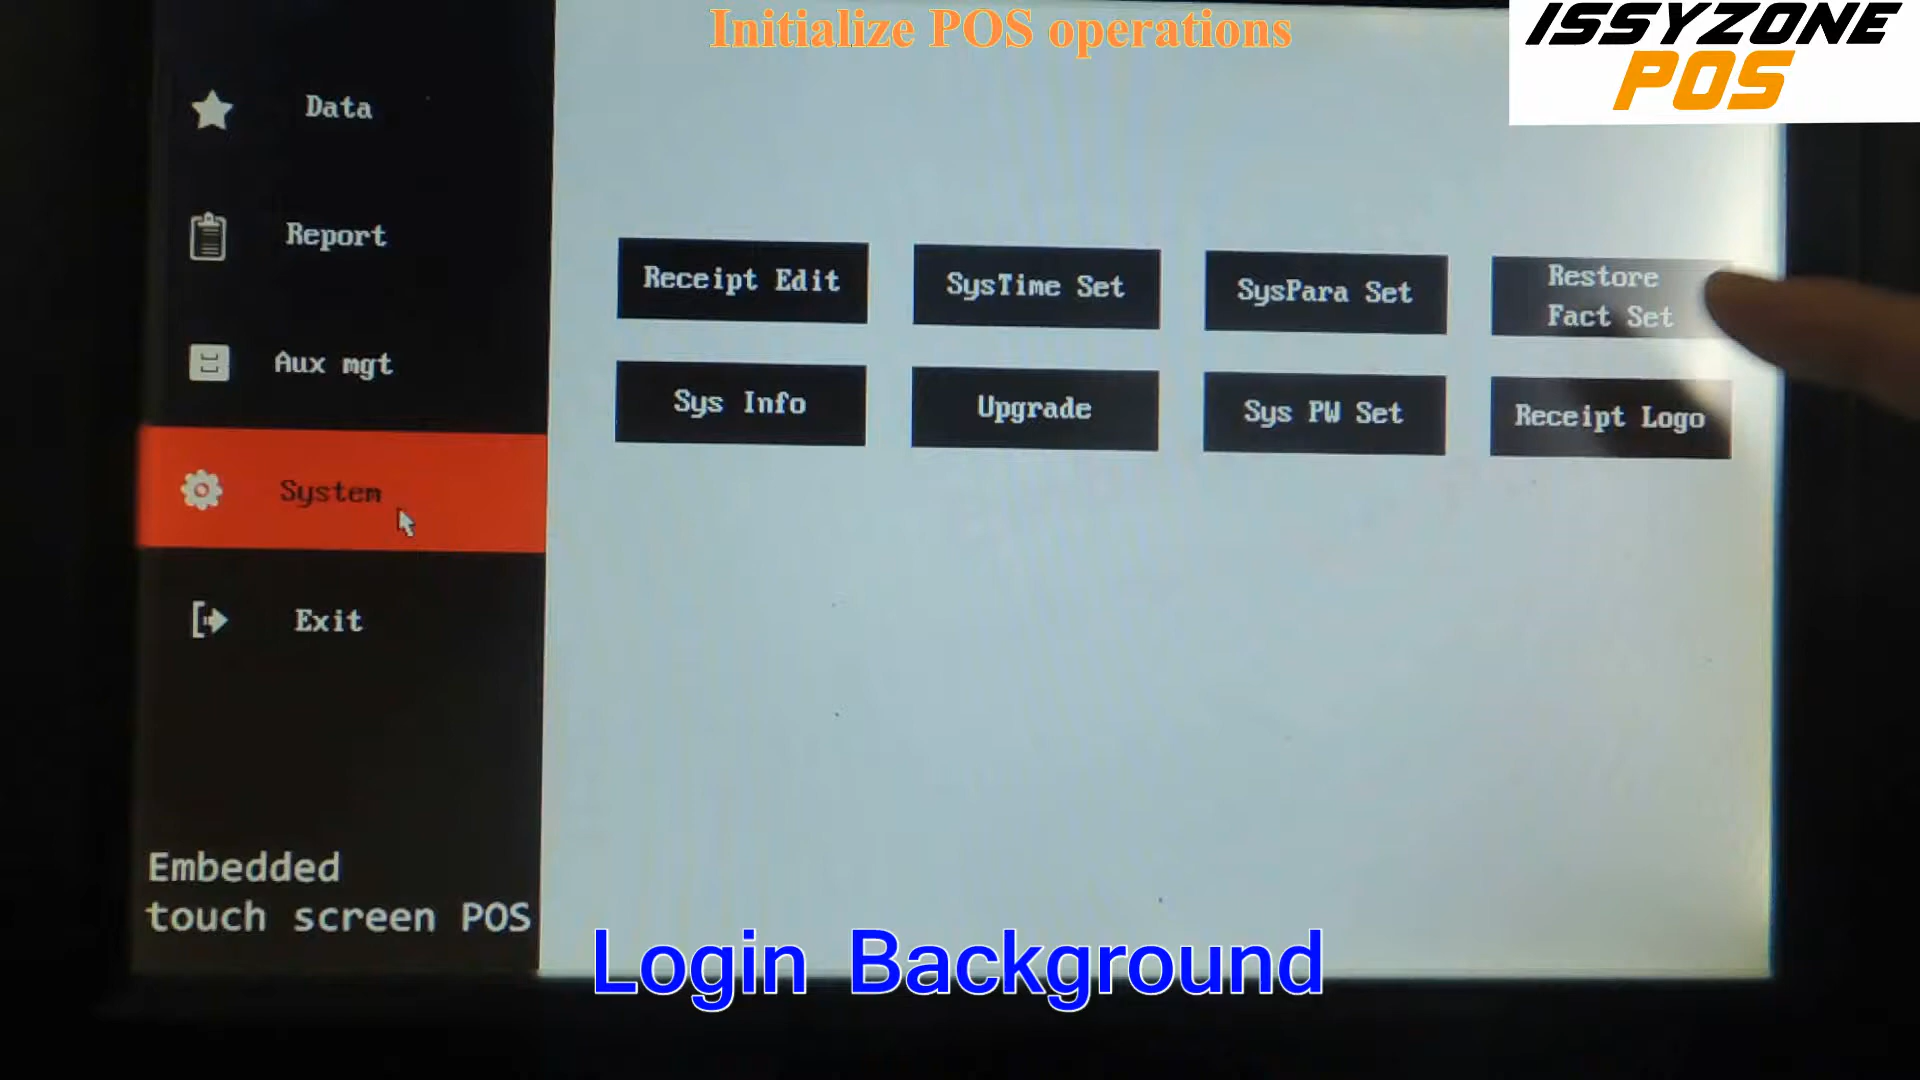 Initialize POS operations
ISSYZONE
POS
Data
Report
Aux mgt
System
Exit
Embedded
touch screen POS
Receipt Edit
SysTime Set
SysPara Set
Restore
Fact Set
Sys Info
Upgrade
Sys PW Set
Receipt Logo
Login Background